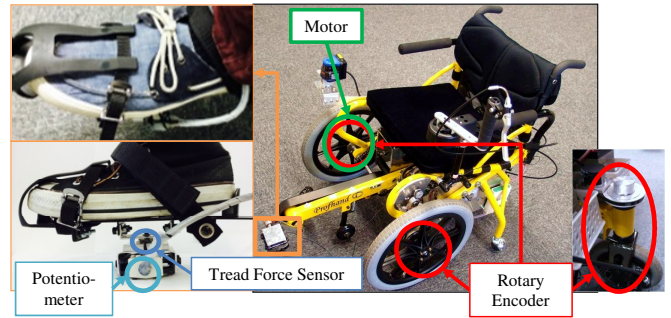 Motor
Profhand
Potentio-
meter
Tread Force Sensor
Rotary
Encoder